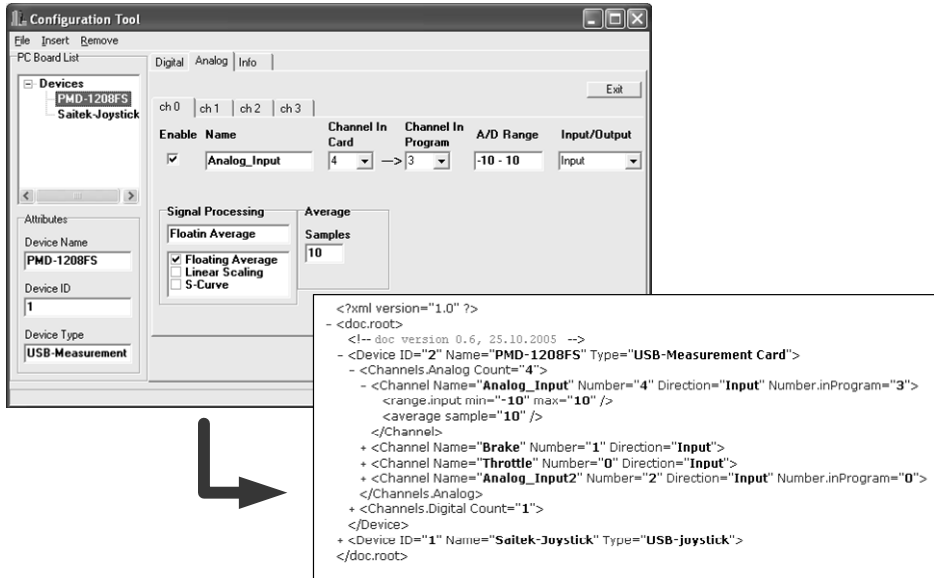 Configuration Tool
File Insert Remove
PC Board List
Devices
PMD-1208FS
Saitek-Joystick
Attributes
Device Name
PMD-1208FS
Device ID
1
Device Type
USB-Measurement
Digital Analog Info
Exit
ch 0 ch 1 ch 2 ch 3
Enable Name Channel In Card Channel In Program A/D Range Input/Output
Analog_Input 4 --> 3 -10 - 10 Input
Signal Processing
Floatin Average
Floating Average
Linear Scaling
S-Curve
Average
Samples
10
<?xml version="1.0" ?>
- <doc.root>
<!-- doc version 0.6, 25.10.2005 -->
- <Device ID="2" Name="PMD-1208FS" Type="USB-Measurement Card">
- <Channels.Analog Count="4">
- <Channel Name="Analog_Input" Number="4" Direction="Input" Number.inProgram="3">
<range.input min="-10" max="10" />
<average sample="10" />
</Channel>
+ <Channel Name="Brake" Number="1" Direction="Input">
+ <Channel Name="Throttle" Number="0" Direction="Input">
+ <Channel Name="Analog_Input2" Number="2" Direction="Input" Number.inProgram="0">
</Channels.Analog>
+ <Channels.Digital Count="1">
</Device>
+ <Device ID="1" Name="Saitek-Joystick" Type="USB-joystick">
</doc.root>